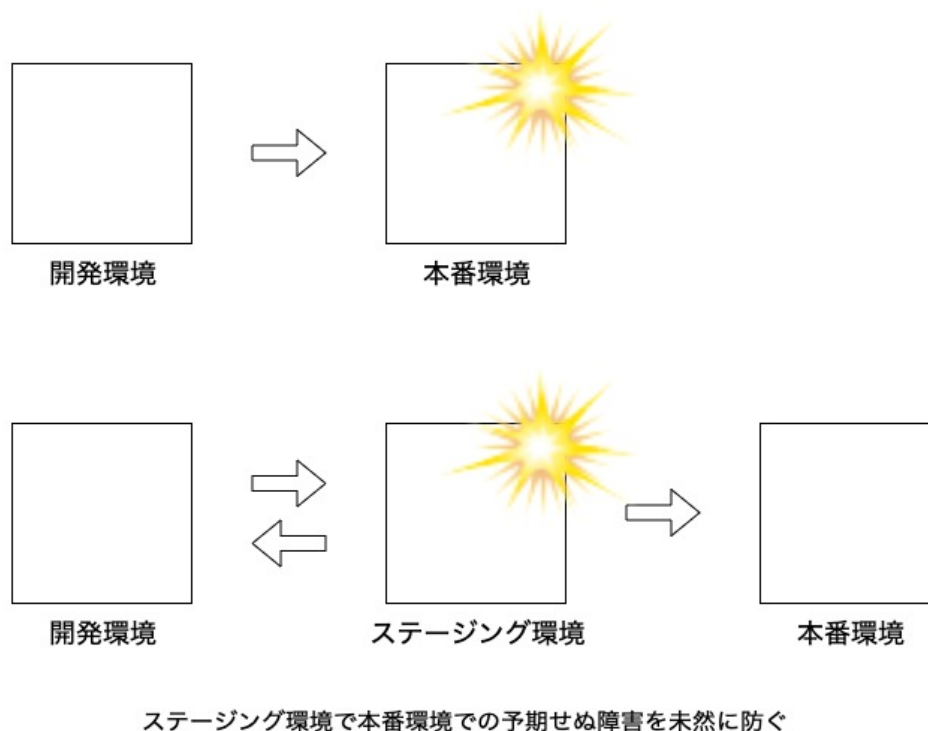 開発環境
本番環境
開発環境
ステージング環境
本番環境
ステージング環境で本番環境での予期せぬ障害を未然に防ぐ